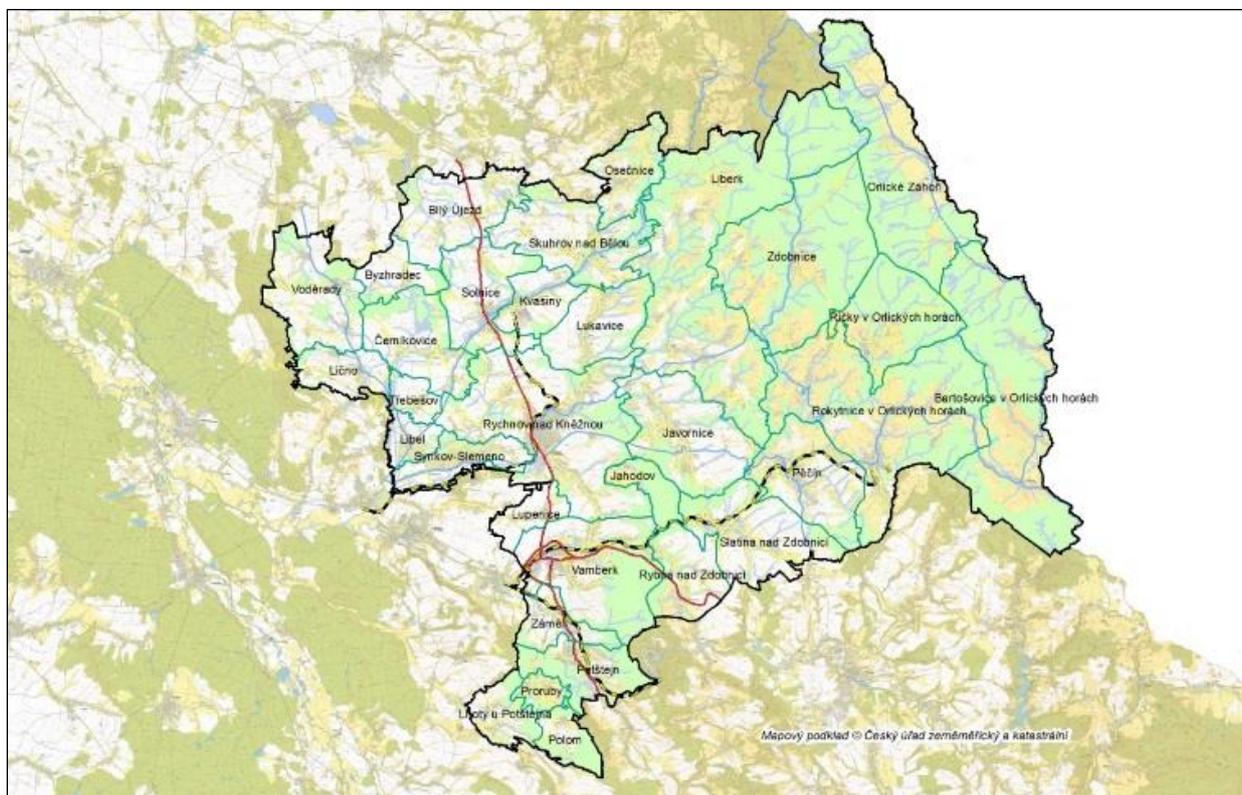 Osečnice
Liberk
Orlické Záhoří
Bílý Újezd
Skuhrov nad Bělou
Zdobnice
Byzhradec
Voděrady
Solnice
Kvasiny
Lukavice
Říčky v Orlických horách
Černíkovice
Lično
Třebešov
Bartošovice v Orlických horách
Rokytnice v Orlických horách
Rychnov nad Kněžnou
Javornice
Libel
Synkov-Slemeno
Jahodov
Pěčín
Lupenice
Slatina nad Zdobnicí
Vamberk
Rybná nad Zdobnicí
Záměl
Potštejn
Proruby
Lhoty u Potštejna
Polom
Mapový podklad © Český úřad zeměměřický a katastrální